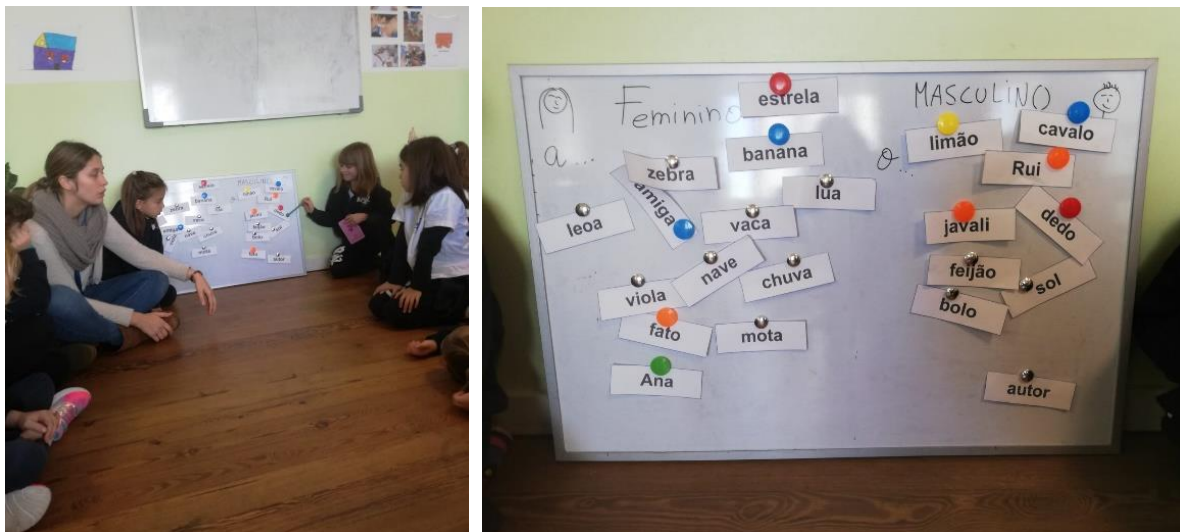 Feminino
a...
estrela
banana
zebra
amiga
lua
leoa
vaca
nave
chuva
viola
fato
mota
Ana
MASCULINO
o...
limão
cavalo
Rui
javali
dedo
feijão
sol
bolo
autor